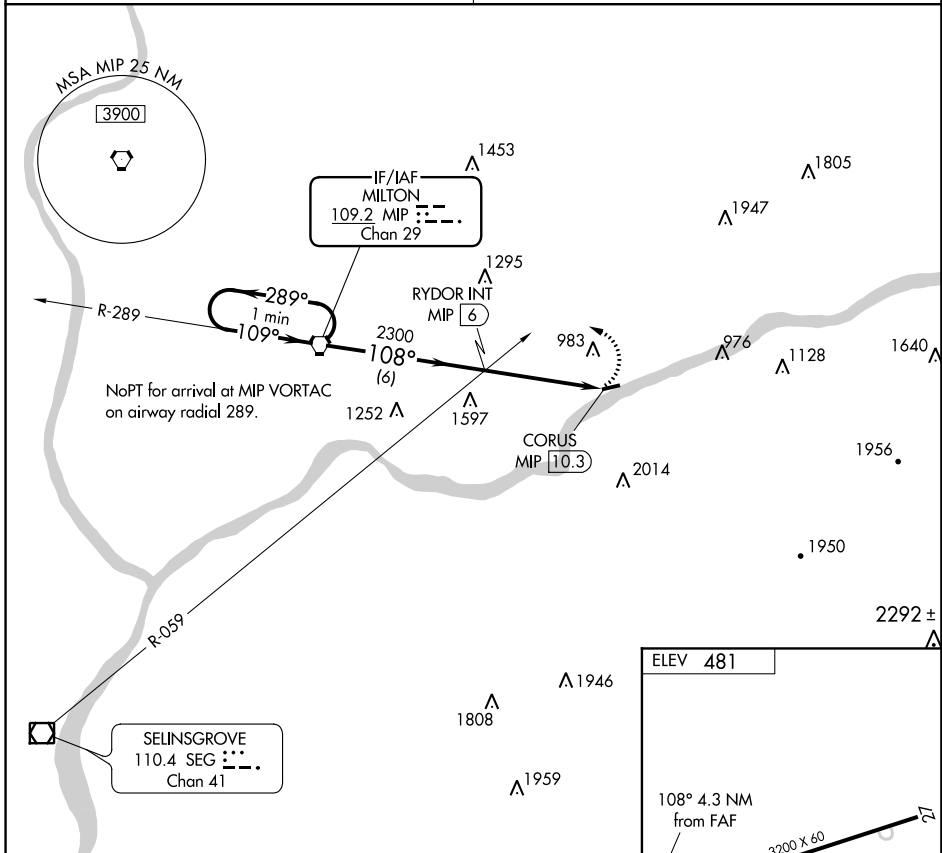 MSA MIP 25 NM
3900
1453
1805
IF/IAF
MILTON
109.2 MIP
Chan 29
1947
1295
RYDOR INT
MIP 6
R-289
289°
1 min
109°
2300
108°
(6)
983
976
1128
1640
NoPT for arrival at MIP VORTAC
on airway radial 289.
1252
1597
CORUS
MIP 10.3
2014
1956
1950
R-059
2292 ±
ELEV 481
1946
1808
SELINSGROVE
110.4 SEG
Chan 41
1959
108° 4.3 NM
from FAF
3200 X 60
27